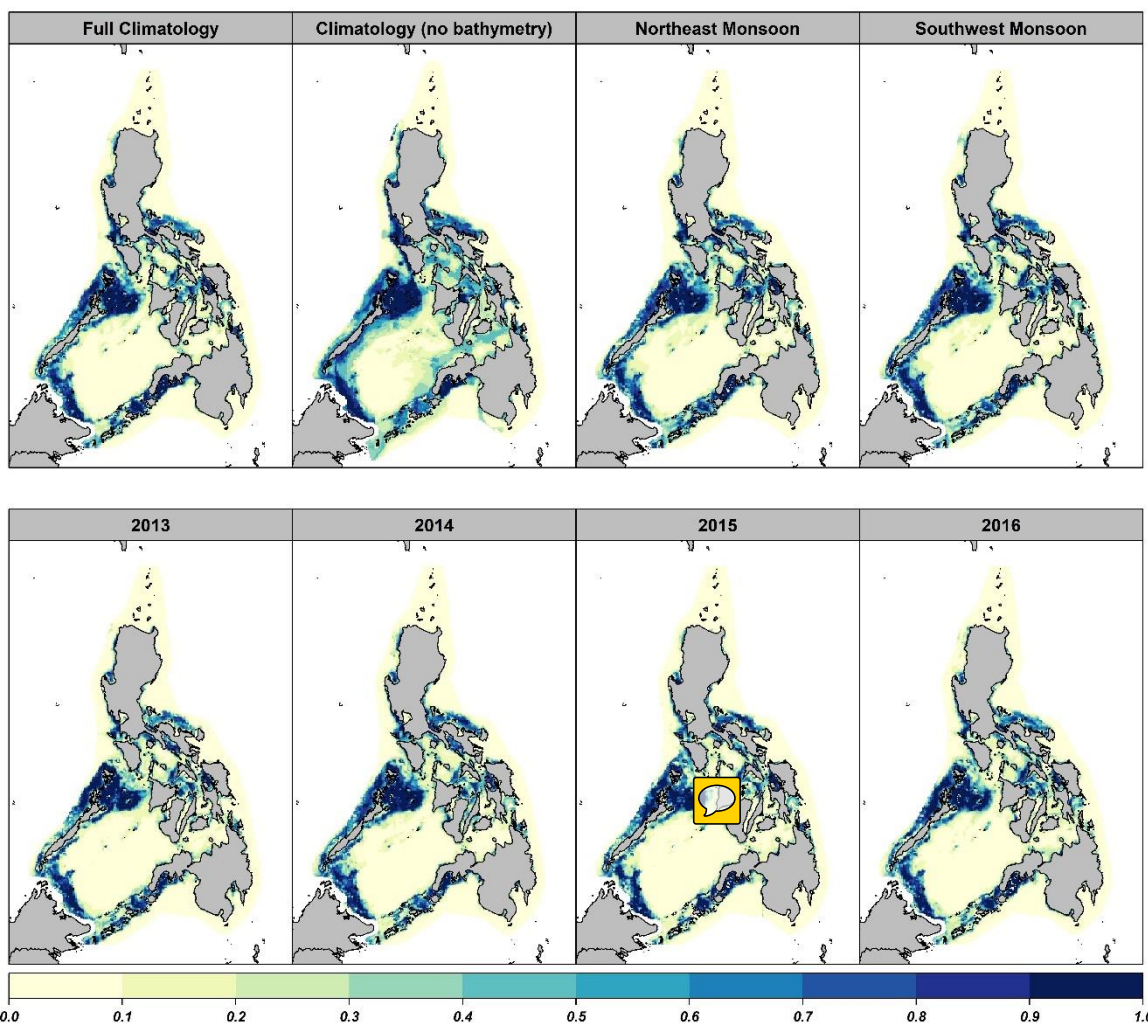 Full Climatology
Climatology (no bathymetry)
Northeast Monsoon
Southwest Monsoon
2013
2014
2015
2016
0.0 0.1 0.2 0.3 0.4 0.5 0.6 0.7 0.8 0.9 1.